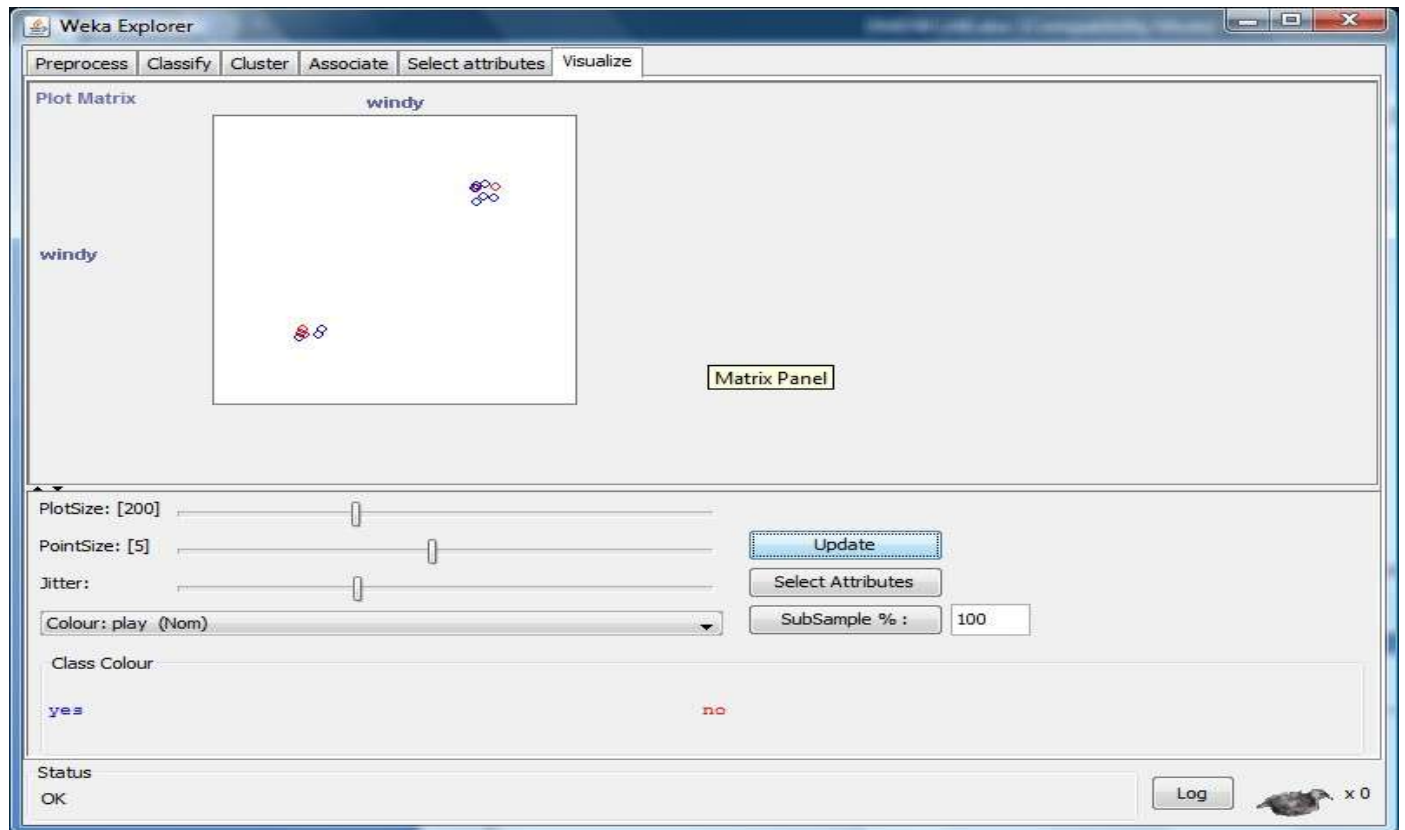 Weka Explorer
Preprocess Classify Cluster Associate Select attributes Visualize
Plot Matrix
windy
windy
Matrix Panel
PlotSize: [200]
PointSize: [5]
Update
Jitter:
Select Attributes
Colour: play (Nom)
SubSample % :
100
Class Colour
yes
no
Status
OK
Log
x 0